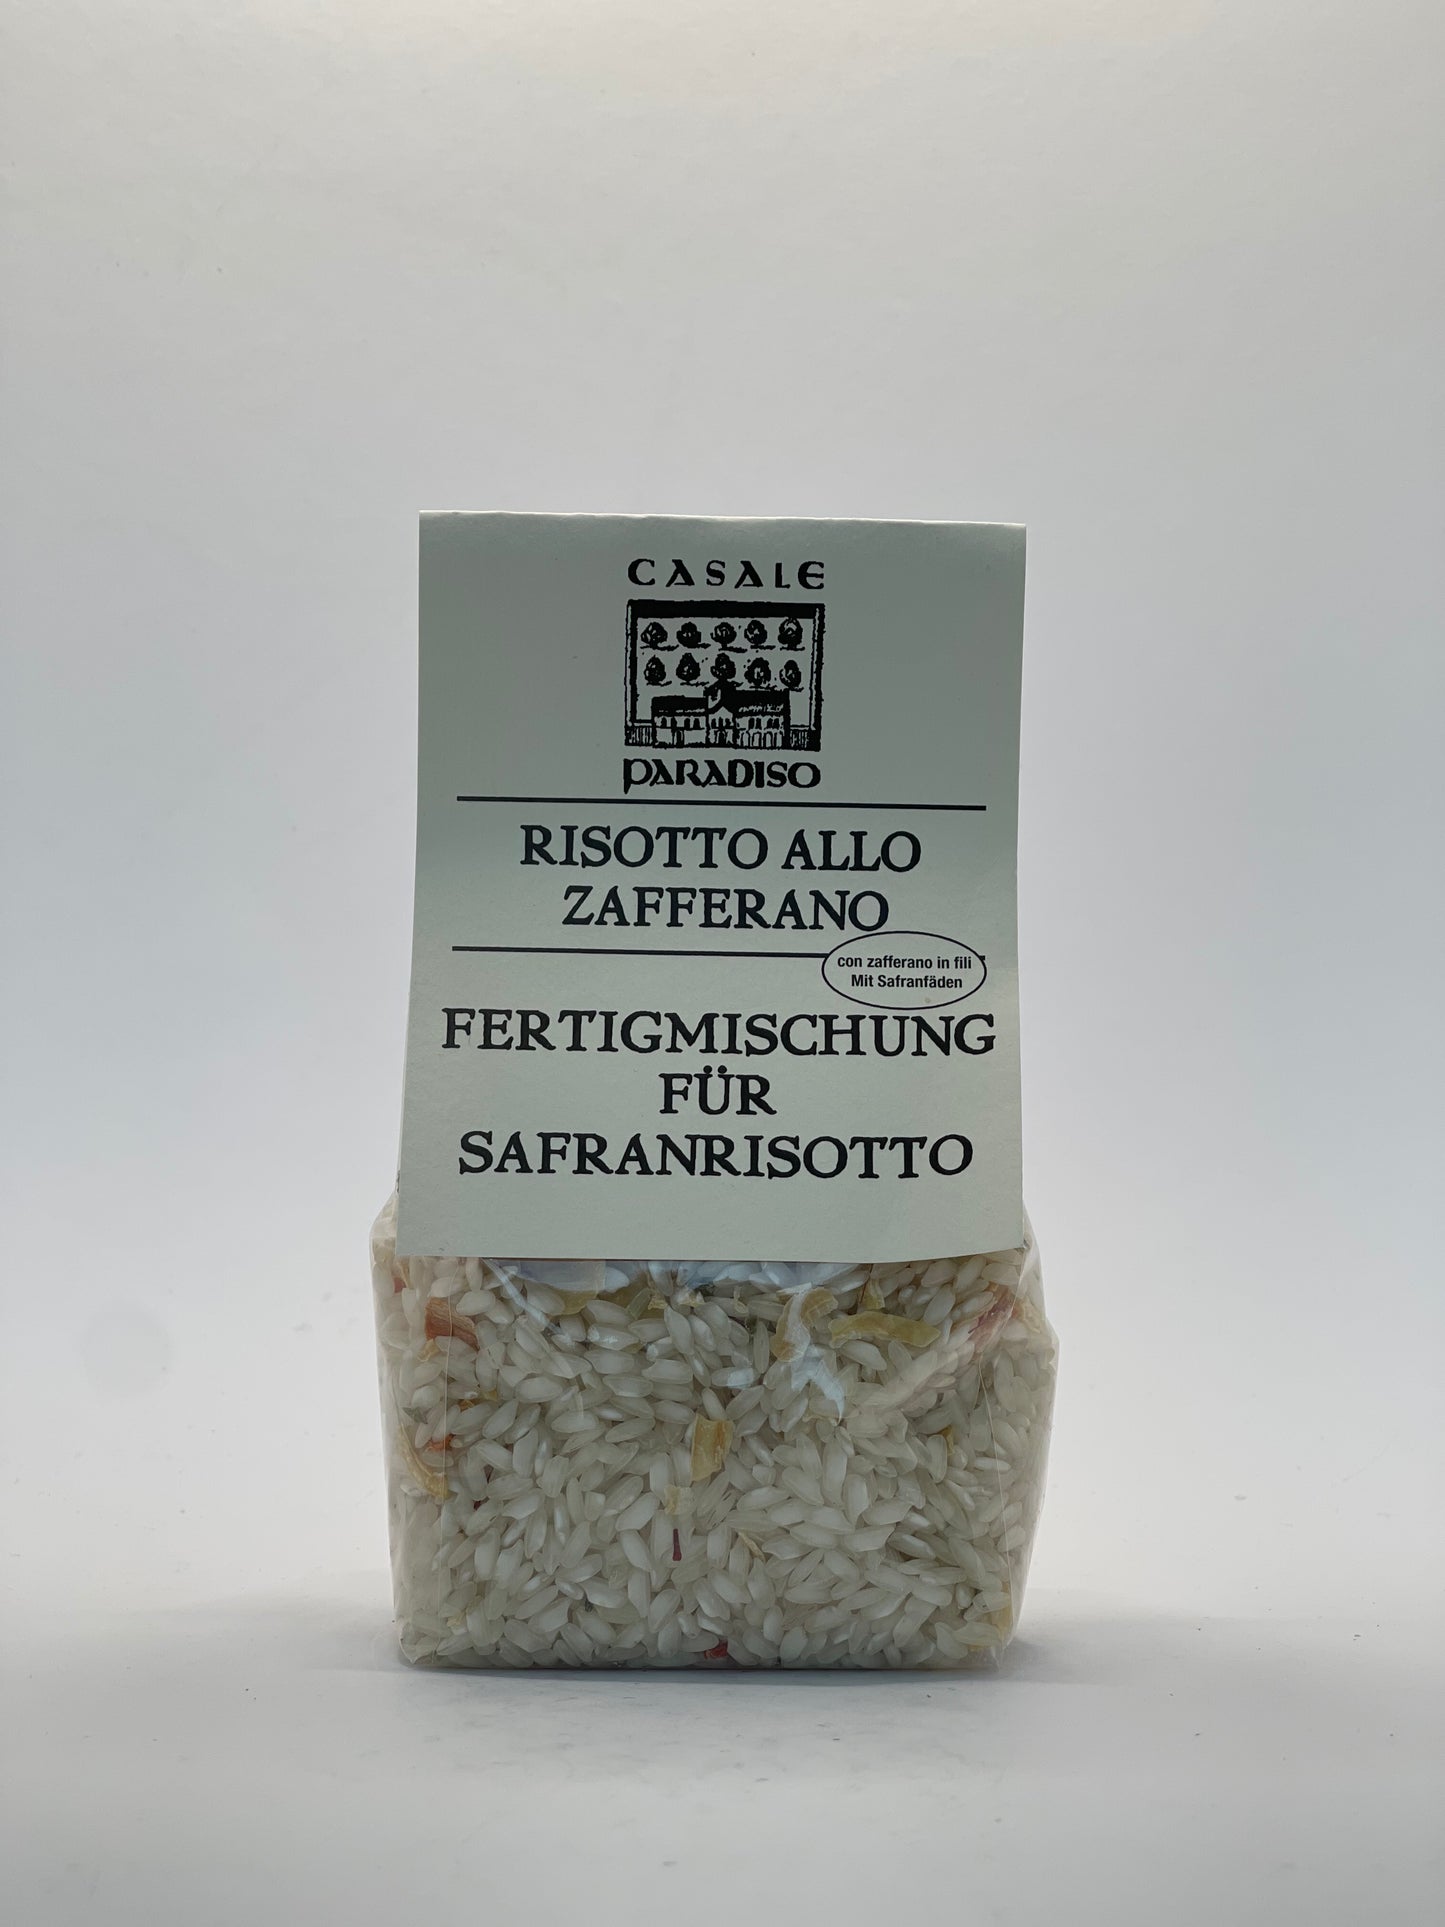 CASALE
PARADISO
RISOTTO ALLO
ZAFFERANO
con zafferano in fili
Mit Safranfäden
FERTIGMISCHUNG
FÜR
SAFRANRISOTTO